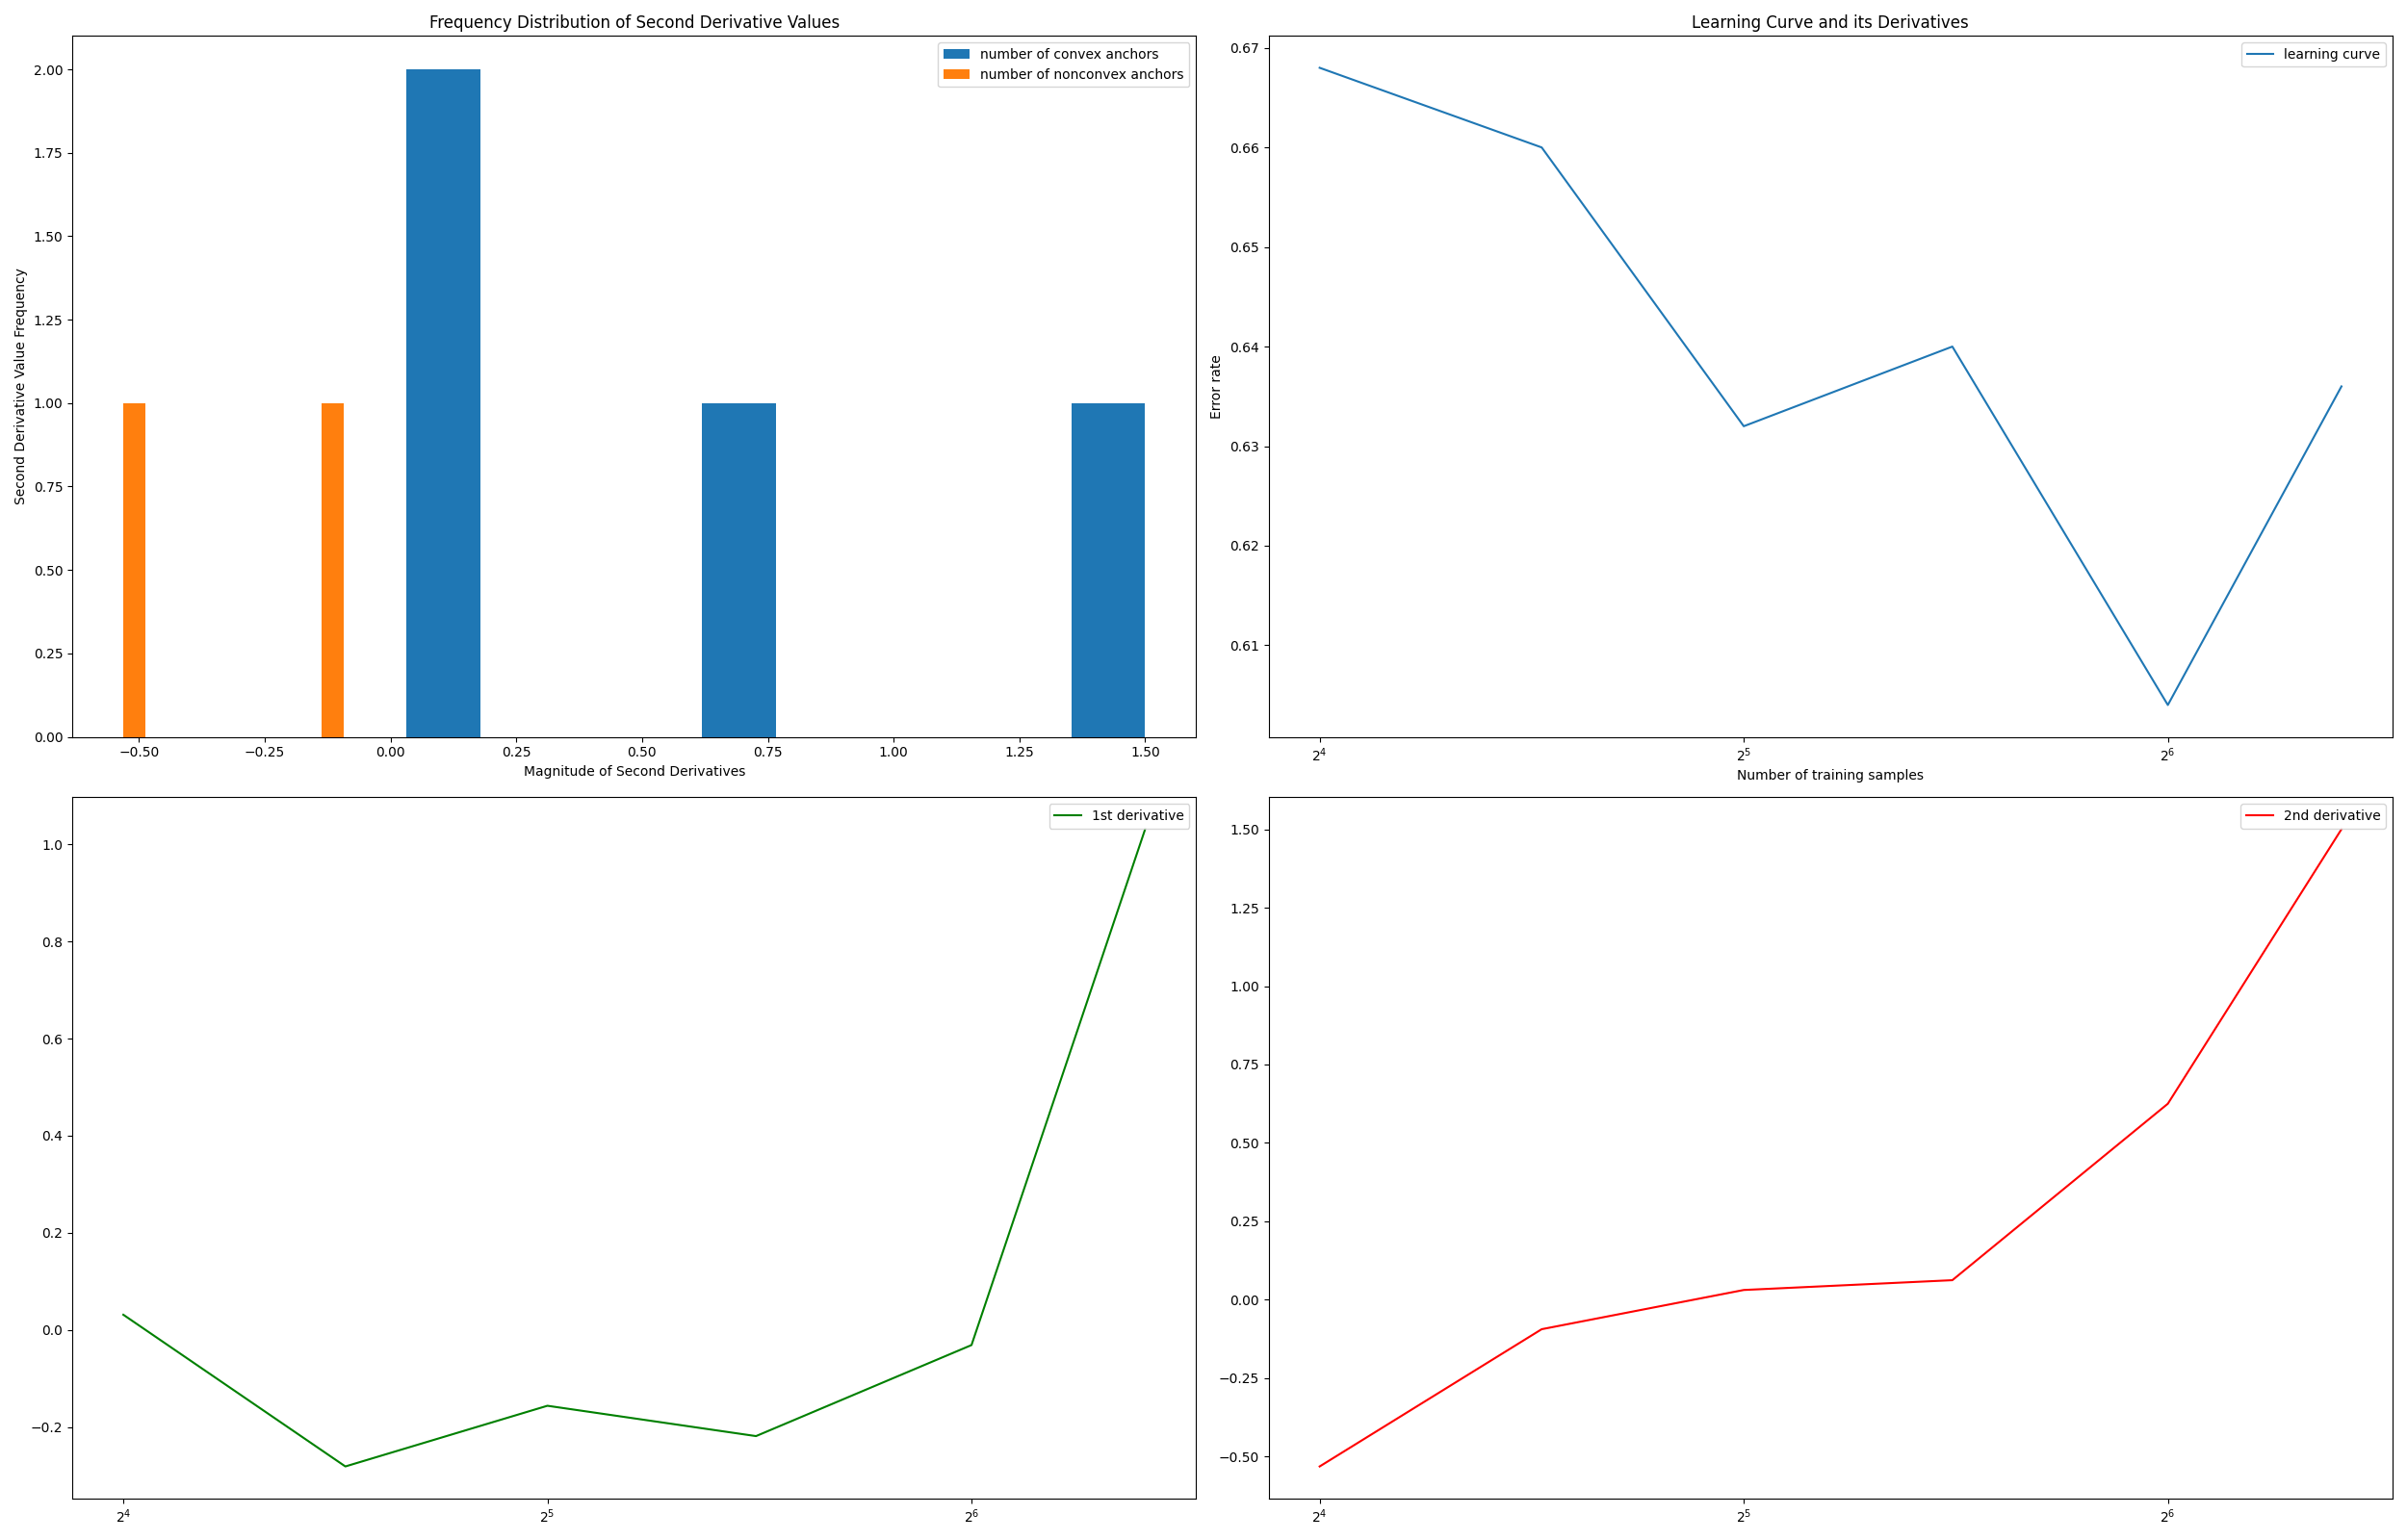 Frequency Distribution of Second Derivative Values
number of convex anchors
number of nonconvex anchors
Second Derivative Value Frequency
2.00
1.75
1.50
1.25
1.00
0.75
0.50
0.25
0.00
−0.50 −0.25 0.00 0.25 0.50 0.75 1.00 1.25 1.50
Magnitude of Second Derivatives
Learning Curve and its Derivatives
learning curve
Error rate
0.67
0.66
0.65
0.64
0.63
0.62
0.61
2⁴ 2⁵ 2⁶
Number of training samples
1st derivative
1.0
0.8
0.6
0.4
0.2
0.0
−0.2
2⁴ 2⁵ 2⁶
2nd derivative
1.50
1.25
1.00
0.75
0.50
0.25
0.00
−0.25
−0.50
2⁴ 2⁵ 2⁶